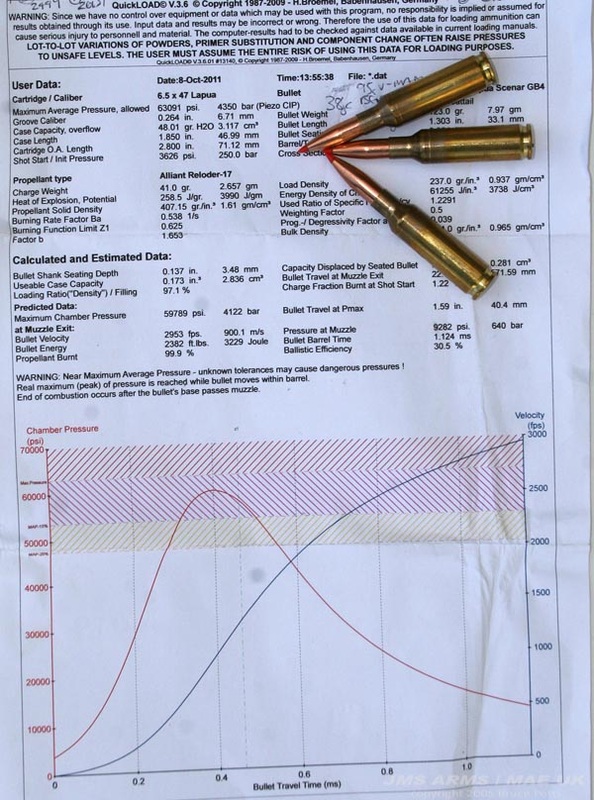 QuickLOAD© V.3.6 © Copyright 1987-2009 - H.Broemel, Babenhausen, Germany
WARNING: Since we have no control over equipment or data which may be used with this program, no responsibility is implied or assumed for
results obtained through its use. Input data and results may be incorrect or wrong. Therefore the use of this data for loading ammunition can
cause serious injury to personnell and material. The computer-results had to be checked against data available in current loading manuals.
LOT-TO-LOT VARIATIONS OF POWDERS, PRIMER SUBSTITUTION AND COMPONENT CHANGE OFTEN RAISE PRESSURES
TO UNSAFE LEVELS. THE USER MUST ASSUME THE ENTIRE RISK OF USING THIS DATA FOR LOADING PURPOSES.
User Data: Date:8-Oct-2011 Time:13:55:38 File: *.dat
Cartridge / Caliber 6.5 x 47 Lapua Bullet Scenar GB4
Maximum Average Pressure, allowed 63091 psi. 4350 bar (Piezo CIP)
Groove Caliber 0.264 in. 6.71 mm Bullet Weight 123.0 gr. 7.97 gm
Case Capacity, overflow 48.01 gr. H2O 3.117 cm³ Bullet Length 1.303 in. 33.1 mm
Case Length 1.850 in. 46.99 mm Bullet
Cartridge O.A. Length 2.800 in. 71.12 mm
Shot Start / Init Pressure 3626 psi. 250.0 bar Cross
Propellant type Alliant Reloder-17
Charge Weight 41.0 gr. 2.657 gm Load Density 237.0 gr/in.³ 0.937 gm/cm³
Heat of Explosion, Potential 258.5 J/gr. 3990 J/gm Energy Density of 61255 J/in.³ 3738 J/cm³
Propellant Solid Density 407.15 gr/in.³ 1.61 gm/cm³ Used Ratio of Specific 1.2291
Burning Rate Factor Ba 0.538 1/s Weighting Factor 0.5
Burning Function Limit Z1 0.625 Prog.-/ Degressivity Factor
Factor b 1.653 Bulk Density 0.965 gm/cm³
Calculated and Estimated Data:
Bullet Shank Seating Depth 0.137 in. 3.48 mm Capacity Displcd by Seated Bullet 0.281 cm³
Useable Case Capacity 0.173 in.³ 2.836 cm³ Bullet Travel at Muzzle Exit
Loading Ratio("Density") / Filling 97.1 % Charge Fraction Burnt at Shot Start 1.22
Predicted Data:
Maximum Chamber Pressure 59789 psi. 4122 bar Bullet Travel at Pmax 1.59 in. 40.4 mm
at Muzzle Exit:
Bullet Velocity 2953 fps. 900.1 m/s Pressure at Muzzle 9282 psi. 640 bar
Bullet Energy 2382 ft.lbs. 3229 Joule Bullet Barrel Time 1.124 ms
Propellant Burnt 99.9 % Ballistic Efficiency 30.5 %
WARNING: Near Maximum Average Pressure - unknown tolerances may cause dangerous pressures !
Real maximum (peak) of pressure is reached while bullet moves within barrel.
End of combustion occurs after the bullet's base passes muzzle.
Chamber Pressure
(psi)
Velocity
(fps)
70000
60000
50000
40000
30000
20000
10000
0
3000
2500
2000
1500
1000
500
0
0.2 0.4 0.6 0.8 1.0
Bullet Travel Time (ms)
JMS ARMS | MAF UK